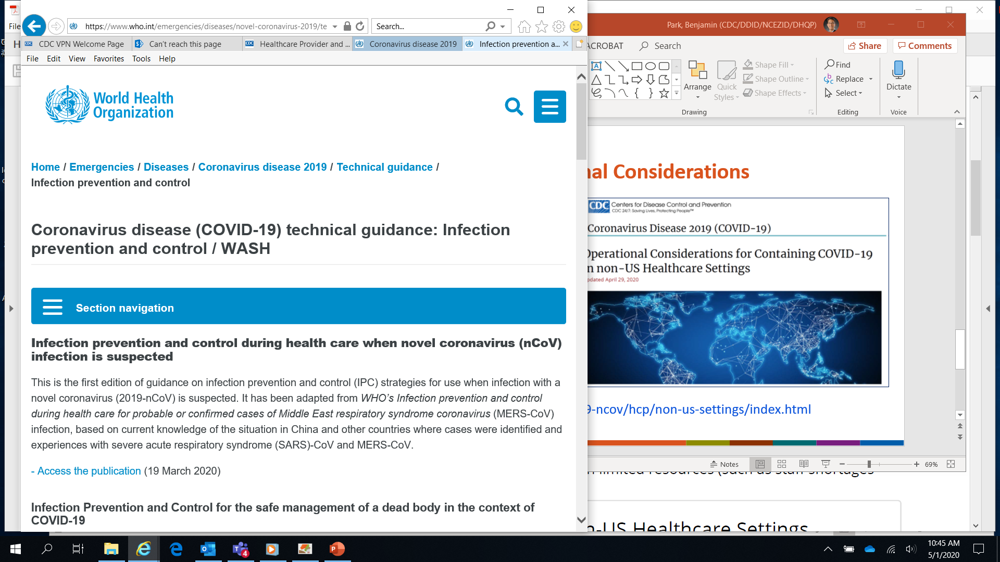 https://www.who.int/emergencies/diseases/novel-coronavirus-2019/te
Search...
CDC VPN Welcome Page
Can't reach this page
Healthcare Provider and ...
Coronavirus disease 2019
Infection prevention a...
File Edit View Favorites Tools Help
World Health
Organization
Home / Emergencies / Diseases / Coronavirus disease 2019 / Technical guidance /
Infection prevention and control
Coronavirus disease (COVID-19) technical guidance: Infection
prevention and control / WASH
Section navigation
Infection prevention and control during health care when novel coronavirus (nCoV)
infection is suspected
This is the first edition of guidance on infection prevention and control (IPC) strategies for use when infection with a
novel coronavirus (2019-nCoV) is suspected. It has been adapted from WHO's Infection prevention and control
during health care for probable or confirmed cases of Middle East respiratory syndrome coronavirus (MERS-CoV)
infection, based on current knowledge of the situation in China and other countries where cases were identified and
experiences with severe acute respiratory syndrome (SARS)-CoV and MERS-CoV.
- Access the publication (19 March 2020)
Infection Prevention and Control for the safe management of a dead body in the context of
COVID-19
File
Park, Benjamin (CDC/DDID/NCEZID/DHQP)
ACROBAT
Search
Share
Comments
Arrange
Quick
Styles
Shape Fill
Shape Outline
Shape Effects
Find
Replace
Select
Dictate
Drawing
Editing
Voice
nal Considerations
CDC
Centers for Disease Control and Prevention
CDC 24/7: Saving Lives, Protecting People™
Coronavirus Disease 2019 (COVID-19)
Operational Considerations for Containing COVID-19
n non-US Healthcare Settings
pdated April 29, 2020
9-ncov/hcp/non-us-settings/index.html
Notes
69%
n-US Healthcare Settings
4
10:45 AM
5/1/2020